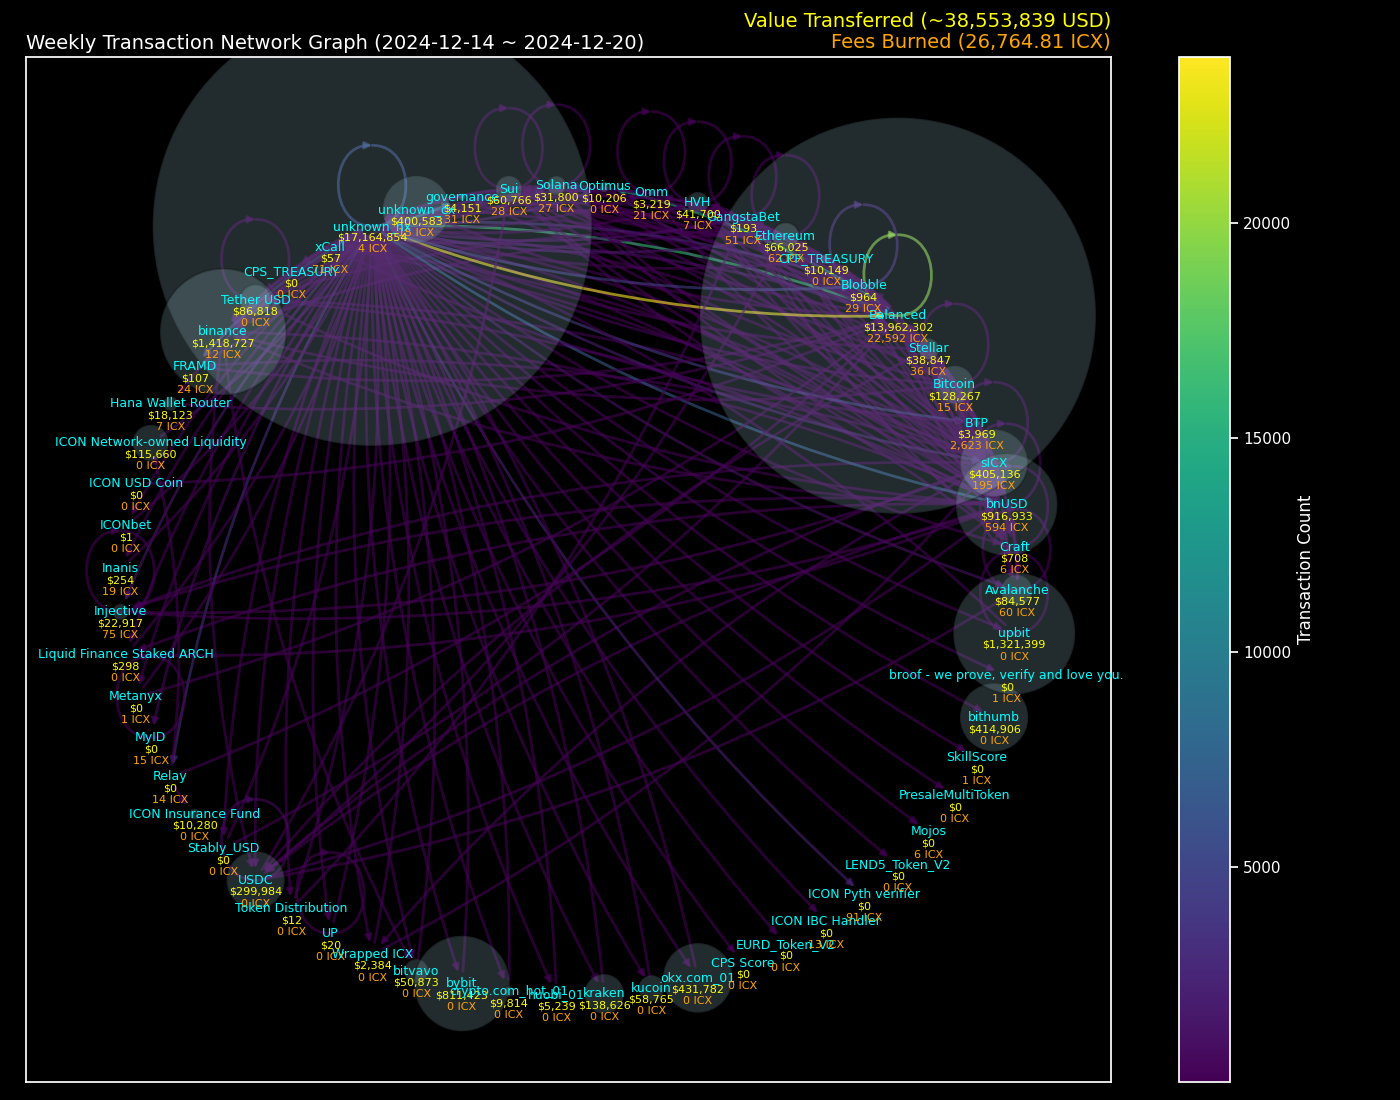 Value Transferred (~38,553,839 USD)
Weekly Transaction Network Graph (2024-12-14 ~ 2024-12-20)
Fees Burned (26,764.81 ICX)
governance
$4,151
31 ICX
Sui
$60,766
28 ICX
Solana
$31,800
27 ICX
Optimus
$10,206
0 ICX
Omm
$3,219
21 ICX
HVH
$41,700
7 ICX
GangstaBet
$193
51 ICX
Ethereum
$66,025
CPS_TREASURY
$10,149
0 ICX
Blobble
$964
29 ICX
Balanced
$13,962,302
22,592 ICX
Stellar
$38,847
36 ICX
Bitcoin
$128,267
15 ICX
BTP
$3,969
2,623 ICX
sICX
$405,136
195 ICX
bnUSD
$916,933
594 ICX
Craft
$708
6 ICX
Avalanche
$84,577
60 ICX
upbit
$1,321,399
0 ICX
broof - we prove, verify and love you.
$0
1 ICX
bithumb
$414,906
0 ICX
SkillScore
$0
1 ICX
PresaleMultiToken
$0
0 ICX
Mojos
$0
6 ICX
LEND5_Token_V2
$0
0 ICX
ICON Pyth verifier
$0
91 ICX
ICON IBC Handler
$0
13 ICX
EURD_Token_V2
$0
0 ICX
CPS Score
$0
0 ICX
okx.com_01
$431,782
0 ICX
kucoin
$58,765
0 ICX
kraken
$138,626
0 ICX
huobi-01
$5,239
0 ICX
crypto.com_hot_01
$9,814
0 ICX
bybit
$811,423
0 ICX
bitvavo
$50,873
0 ICX
Wrapped ICX
$2,384
0 ICX
UP
$20
0 ICX
Token Distribution
$12
0 ICX
USDC
$299,984
0 ICX
Stably_USD
$0
0 ICX
ICON Insurance Fund
$10,280
0 ICX
Relay
$0
14 ICX
MyID
$0
15 ICX
Metanyx
$0
1 ICX
Liquid Finance Staked ARCH
$298
0 ICX
Injective
$22,917
75 ICX
Inanis
$254
19 ICX
ICONbet
$1
0 ICX
ICON USD Coin
$0
0 ICX
ICON Network-owned Liquidity
$115,660
0 ICX
Hana Wallet Router
$18,123
7 ICX
FRAMD
$107
24 ICX
binance
$1,418,727
12 ICX
Tether USD
$86,818
0 ICX
CPS_TREASURY
$0
0 ICX
xCall
$57
unknown
$17,164,854
4 ICX
unknown
$400,583
20000
15000
10000
5000
Transaction Count